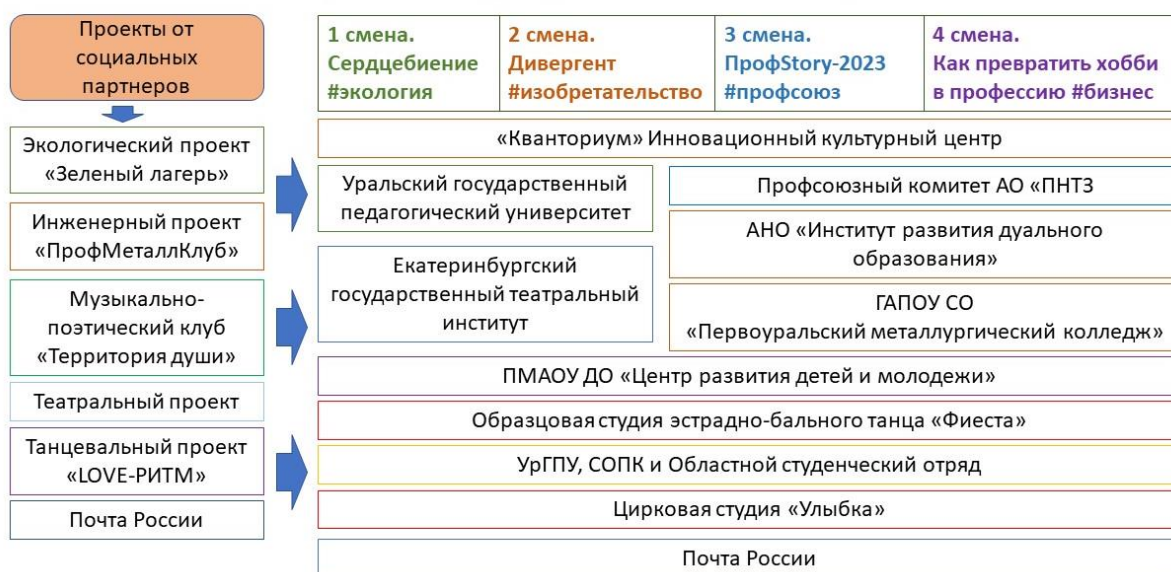 Проекты от
социальных
партнеров
Экологический проект
«Зеленый лагерь»
Инженерный проект
«ПрофМеталлКлуб»
Музыкально-
поэтический клуб
«Территория души»
Театральный проект
Танцевальный проект
«LOVE-РИТМ»
Почта России
1 смена.
Сердцебиение
#экология
2 смена.
Дивергент
#изобретательство
3 смена.
ПрофStory-2023
#профсоюз
4 смена.
Как превратить хобби
в профессию #бизнес
«Кванториум» Инновационный культурный центр
Уральский государственный
педагогический университет
Екатеринбургский
государственный театральный
институт
Профсоюзный комитет АО «ПНТЗ
АНО «Институт развития дуального
образования»
ГАПОУ СО
«Первоуральский металлургический колледж»
ПМАОУ ДО «Центр развития детей и молодежи»
Образцовая студия эстрадно-бального танца «Фиеста»
УрГПУ, СОПК и Областной студенческий отряд
Цирковая студия «Улыбка»
Почта России